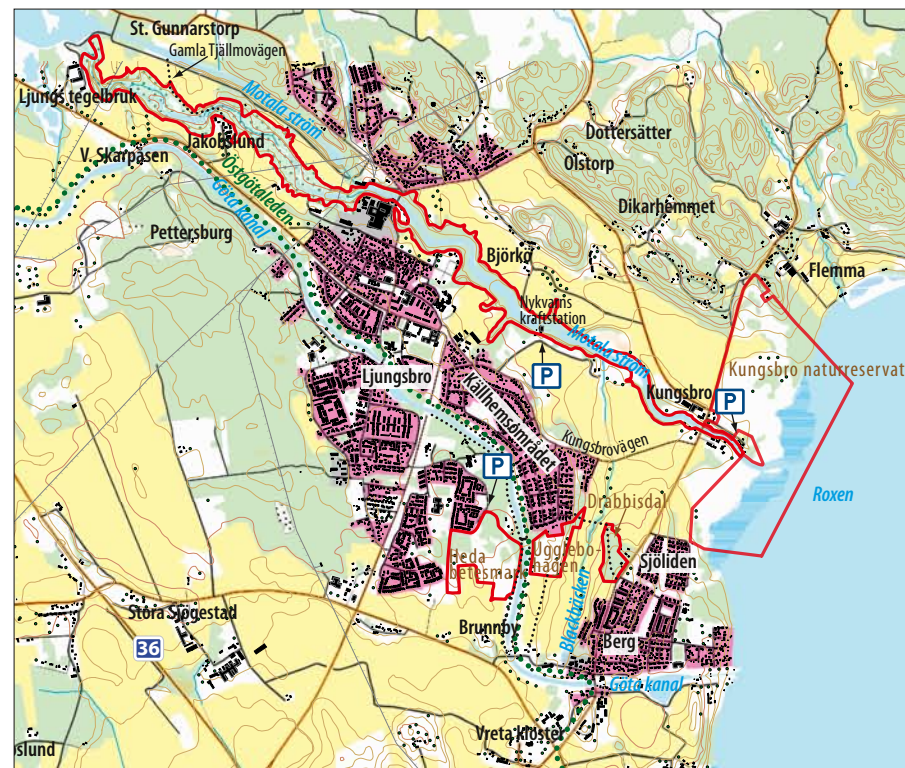 St. Gunnarstorp
Gamla Tjällmovägen
Ljungs tegelbruk
Motala ström
Jakobslund
V. Skarpåsen
Östgötaleden
Göta kanal
Pettersburg
Dottersätter
Olstorp
Dikarhemmet
Björkö
Flemma
Nykvarns
kraftstation
Motala ström
P
Kungsbro naturreservat
Kungsbro
P
Ljungsbro
Källhemsområdet
Kungsbrovägen
P
Drabbisdal
Roxen
Heda
betesmark
Ugglebo-
hagen
Sjöliden
Blackbäcken
Stora Sjögestad
36
Brunnby
Berg
Göta kanal
Vreta kloster
oslund